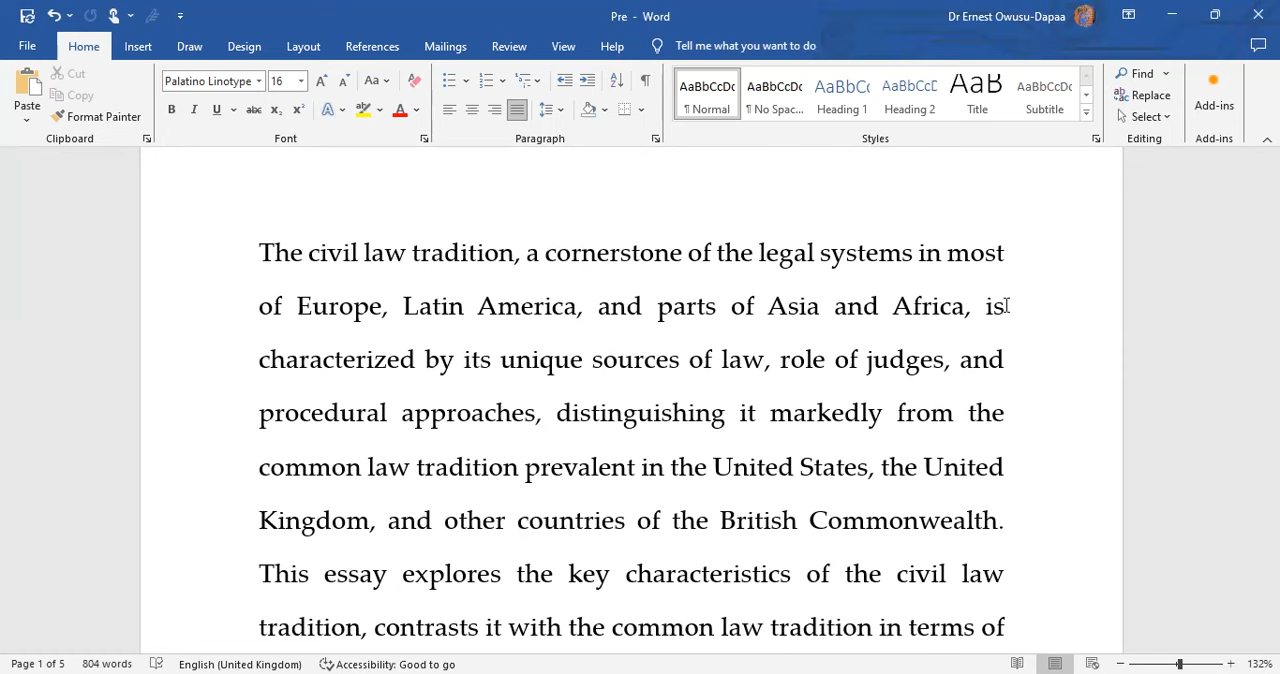 Pre - Word
Dr Ernest Owusu-Dapaa
File Home Insert Draw Design Layout References Mailings Review View Help Tell me what you want to do
Paste
Cut
Copy
Format Painter
Clipboard
Palatino Linotype 16
Font
Paragraph
AaBbCcDc AaBbCcDc AaBbC AaBbCcD AaB AaBbCcDc
¶ Normal ¶ No Spac... Heading 1 Heading 2 Title Subtitle
Styles
Find
Replace
Select
Editing
Add-ins
Add-ins
The civil law tradition, a cornerstone of the legal systems in most
of Europe, Latin America, and parts of Asia and Africa, is
characterized by its unique sources of law, role of judges, and
procedural approaches, distinguishing it markedly from the
common law tradition prevalent in the United States, the United
Kingdom, and other countries of the British Commonwealth.
This essay explores the key characteristics of the civil law
tradition, contrasts it with the common law tradition in terms of
Page 1 of 5 804 words English (United Kingdom) Accessibility: Good to go 132%